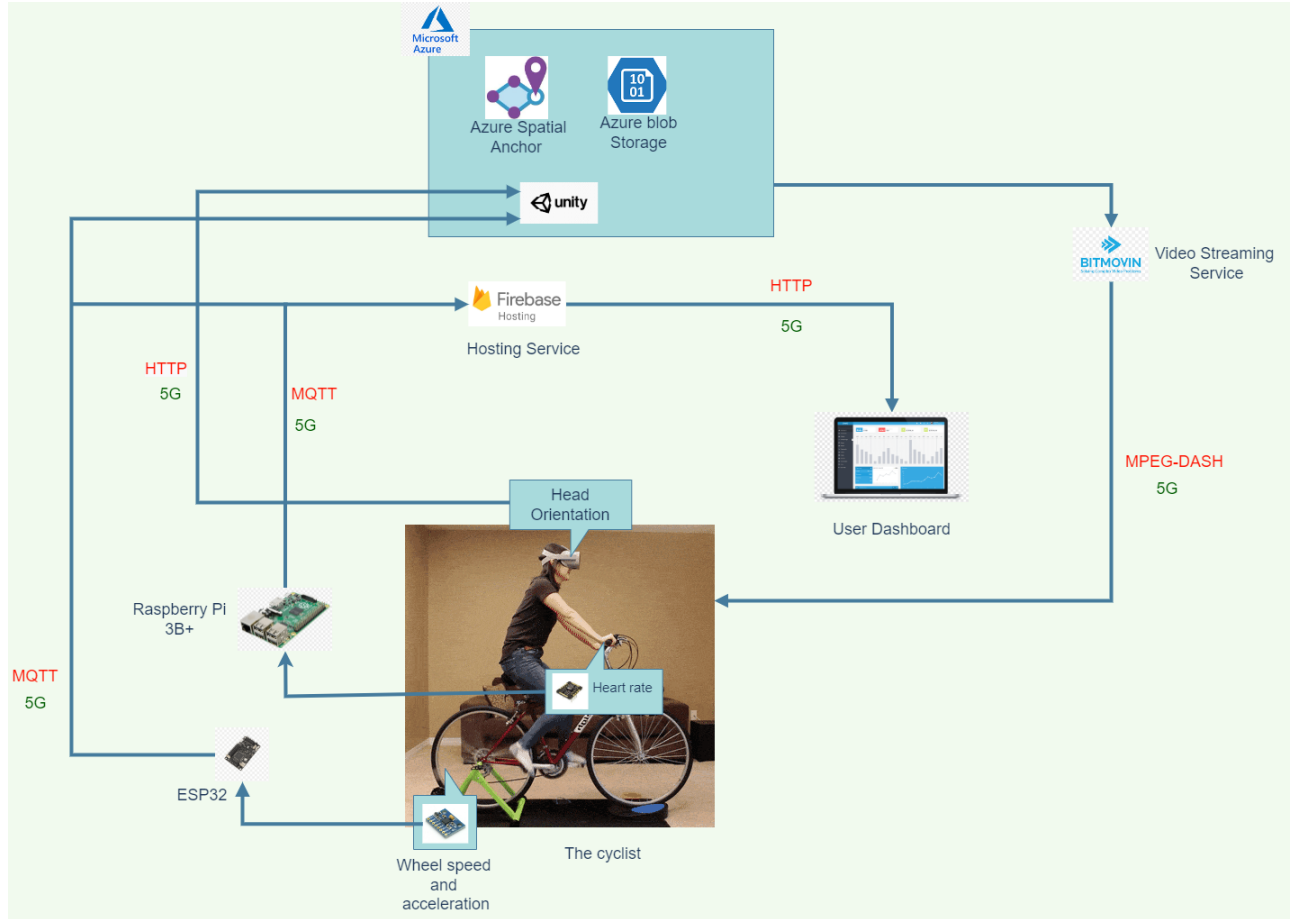 Microsoft
Azure
10
01
Azure Spatial
Anchor
Azure blob
Storage
unity
BITMOVIN
Video Streaming
Service
Firebase
Hosting
Hosting Service
HTTP
5G
HTTP
5G
MQTT
5G
User Dashboard
MPEG-DASH
5G
Head
Orientation
Raspberry Pi
3B+
Heart rate
MQTT
5G
ESP32
The cyclist
Wheel speed
and
acceleration